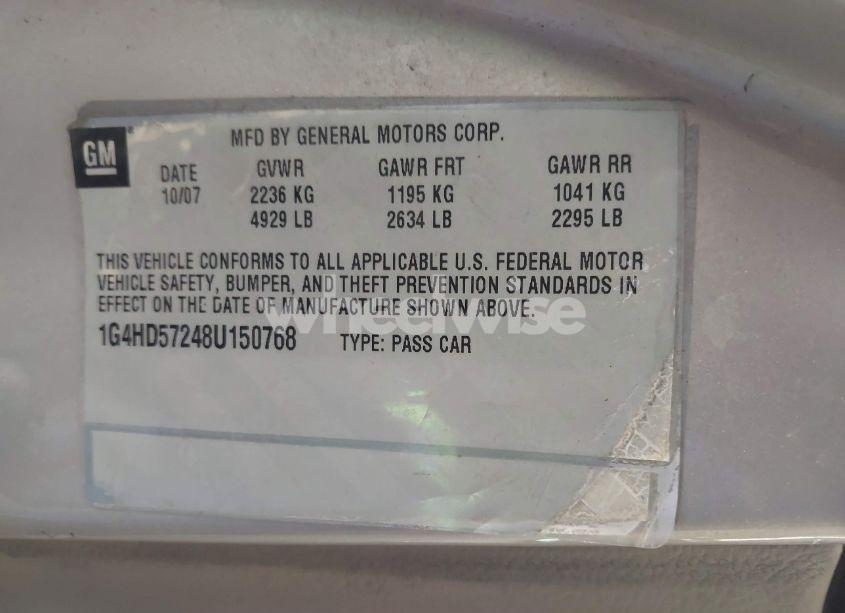 GM
MFD BY GENERAL MOTORS CORP.
DATE GVWR GAWR FRT GAWR RR
10/07 2236 KG 1195 KG 1041 KG
4929 LB 2634 LB 2295 LB
THIS VEHICLE CONFORMS TO ALL APPLICABLE U.S. FEDERAL MOTOR
VEHICLE SAFETY, BUMPER, AND THEFT PREVENTION STANDARDS IN
EFFECT ON THE DATE OF MANUFACTURE SHOWN ABOVE.
wheelwise
1G4HD57248U150768 TYPE: PASS CAR